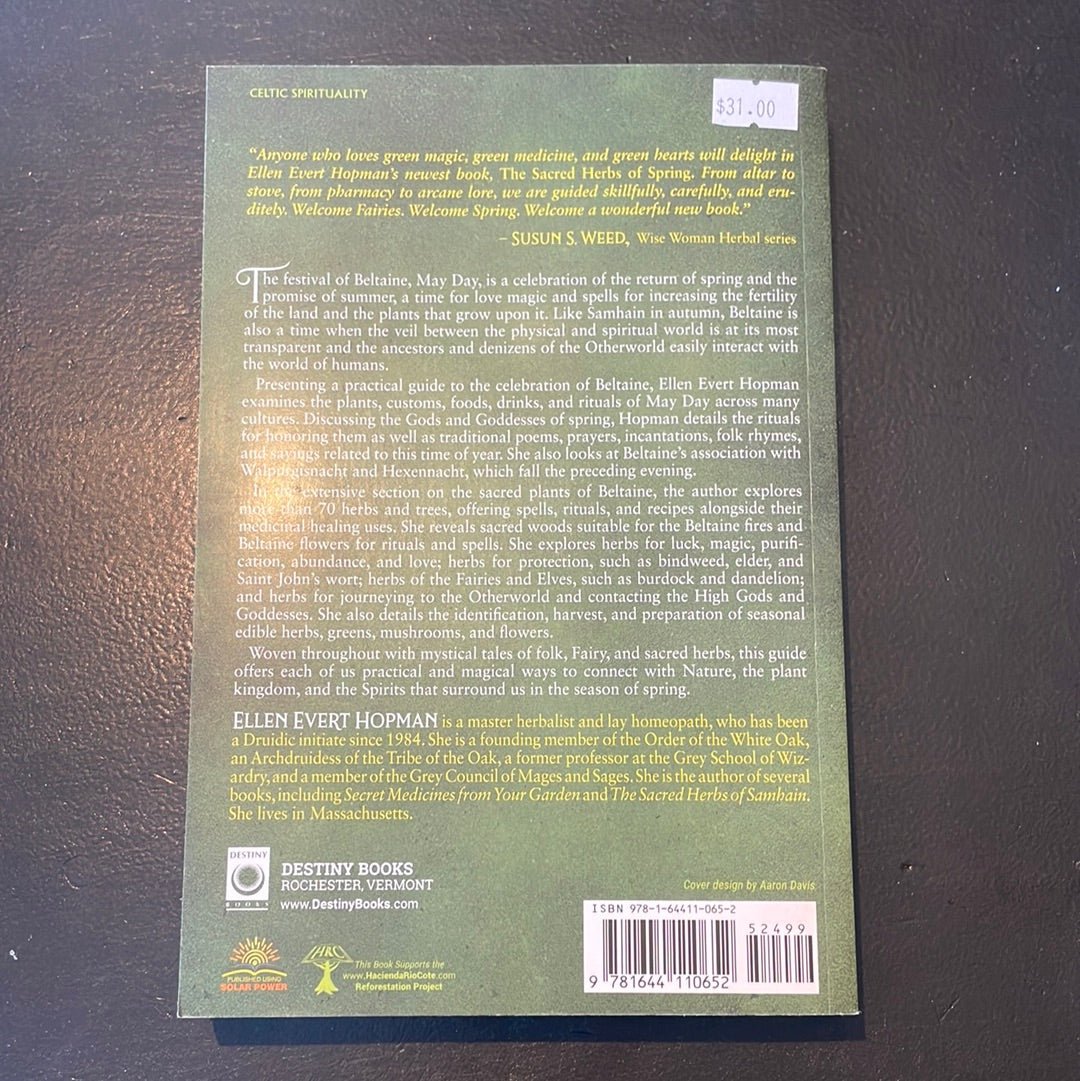 CELTIC SPIRITUALITY
$31.00
“Anyone who loves green magic, green medicine, and green hearts will delight in
Ellen Evert Hopman’s newest book, The Sacred Herbs of Spring. From altar to
stove, from pharmacy to arcane lore, we are guided skillfully, carefully, and eru-
ditely. Welcome Fairies. Welcome Spring. Welcome a wonderful new book.”
– SUSUN S. WEED, Wise Woman Herbal series
The festival of Beltaine, May Day, is a celebration of the return of spring and the
promise of summer, a time for love magic and spells for increasing the fertility
of the land and the plants that grow upon it. Like Samhain in autumn, Beltaine is
also a time when the veil between the physical and spiritual world is at its most
transparent and the ancestors and denizens of the Otherworld easily interact with
the world of humans.
Presenting a practical guide to the celebration of Beltaine, Ellen Evert Hopman
examines the plants, customs, foods, drinks, and rituals of May Day across many
cultures. Discussing the Gods and Goddesses of spring, Hopman details the rituals
for honoring them as well as traditional poems, prayers, incantations, folk rhymes,
and sayings related to this time of year. She also looks at Beltaine’s association with
Walpurgisnacht and Hexennacht, which fall the preceding evening.
In the extensive section on the sacred plants of Beltaine, the author explores
more than 70 herbs and trees, offering spells, rituals, and recipes alongside their
medicinal healing uses. She reveals sacred woods suitable for the Beltaine fires and
Beltaine flowers for rituals and spells. She explores herbs for luck, magic, purifi-
cation, abundance, and love; herbs for protection, such as bindweed, elder, and
Saint John’s wort; herbs of the Fairies and Elves, such as burdock and dandelion;
and herbs for journeying to the Otherworld and contacting the High Gods and
Goddesses. She also details the identification, harvest, and preparation of seasonal
edible herbs, greens, mushrooms, and flowers.
Woven throughout with mystical tales of folk, Fairy, and sacred herbs, this guide
offers each of us practical and magical ways to connect with Nature, the plant
kingdom, and the Spirits that surround us in the season of spring.
ELLEN EVERT HOPMAN is a master herbalist and lay homeopath, who has been
a Druidic initiate since 1984. She is a founding member of the Order of the White Oak,
an Archdruidess of the Tribe of the Oak, a former professor at the Grey School of Wiz-
ardry, and a member of the Grey Council of Mages and Sages. She is the author of several
books, including Secret Medicines from Your Garden and The Sacred Herbs of Samhain.
She lives in Massachusetts.
DESTINY
BOOKS
DESTINY BOOKS
ROCHESTER, VERMONT
www.DestinyBooks.com
Cover design by Aaron Davis
PUBLISHED USING
SOLAR POWER
HRC
This Book Supports the
www.HaciendaRioCote.com
Reforestation Project
ISBN 978-1-64411-065-2
52499
9 781644 110652